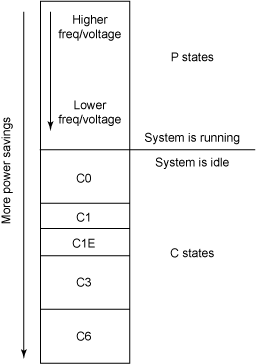 Higher
freq/voltage
P states
Lower
freq/voltage
System is running
System is idle
More power savings
C0
C1
C1E
C states
C3
C6